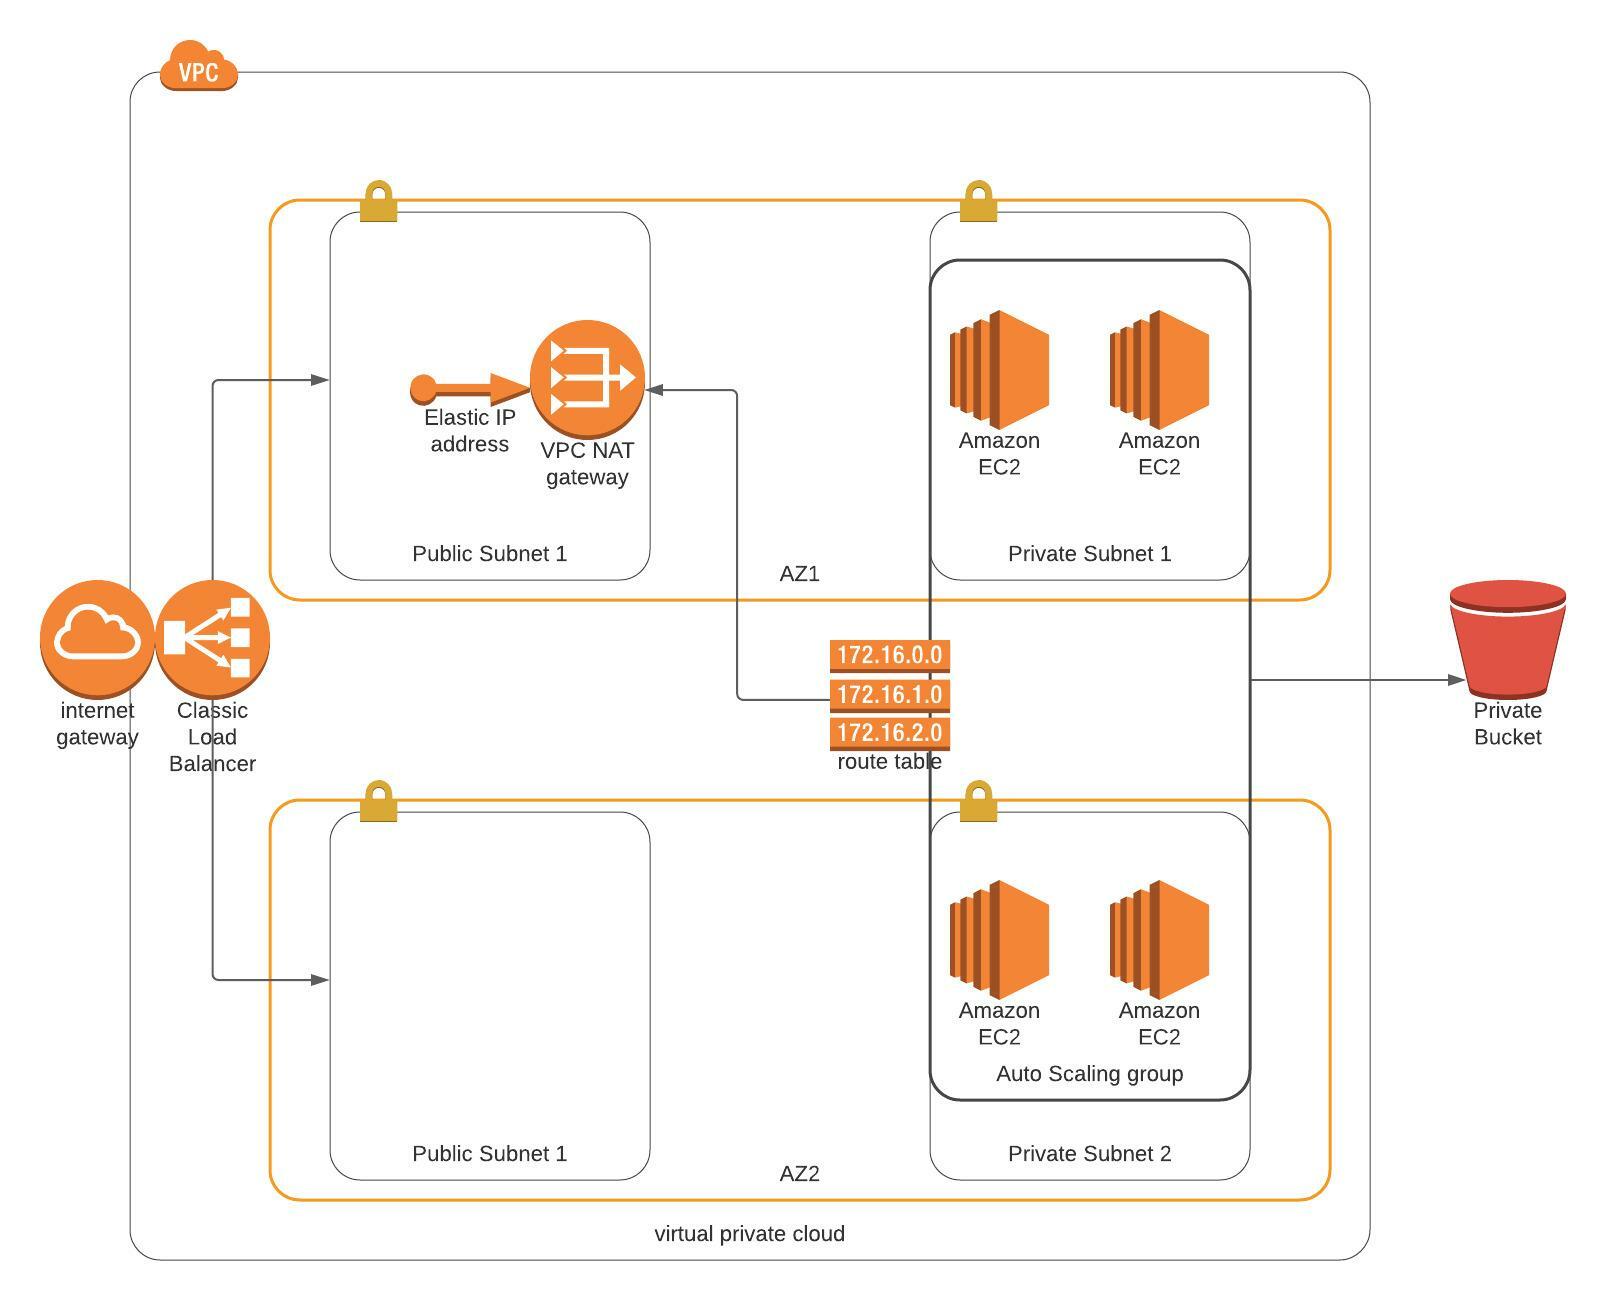 VPC
Elastic IP
address
VPC NAT
gateway
Amazon
EC2
Amazon
EC2
Public Subnet 1
Private Subnet 1
AZ1
internet
gateway
Classic
Load
Balancer
172.16.0.0
172.16.1.0
172.16.2.0
route table
Private
Bucket
Amazon
EC2
Amazon
EC2
Auto Scaling group
Public Subnet 1
Private Subnet 2
AZ2
virtual private cloud